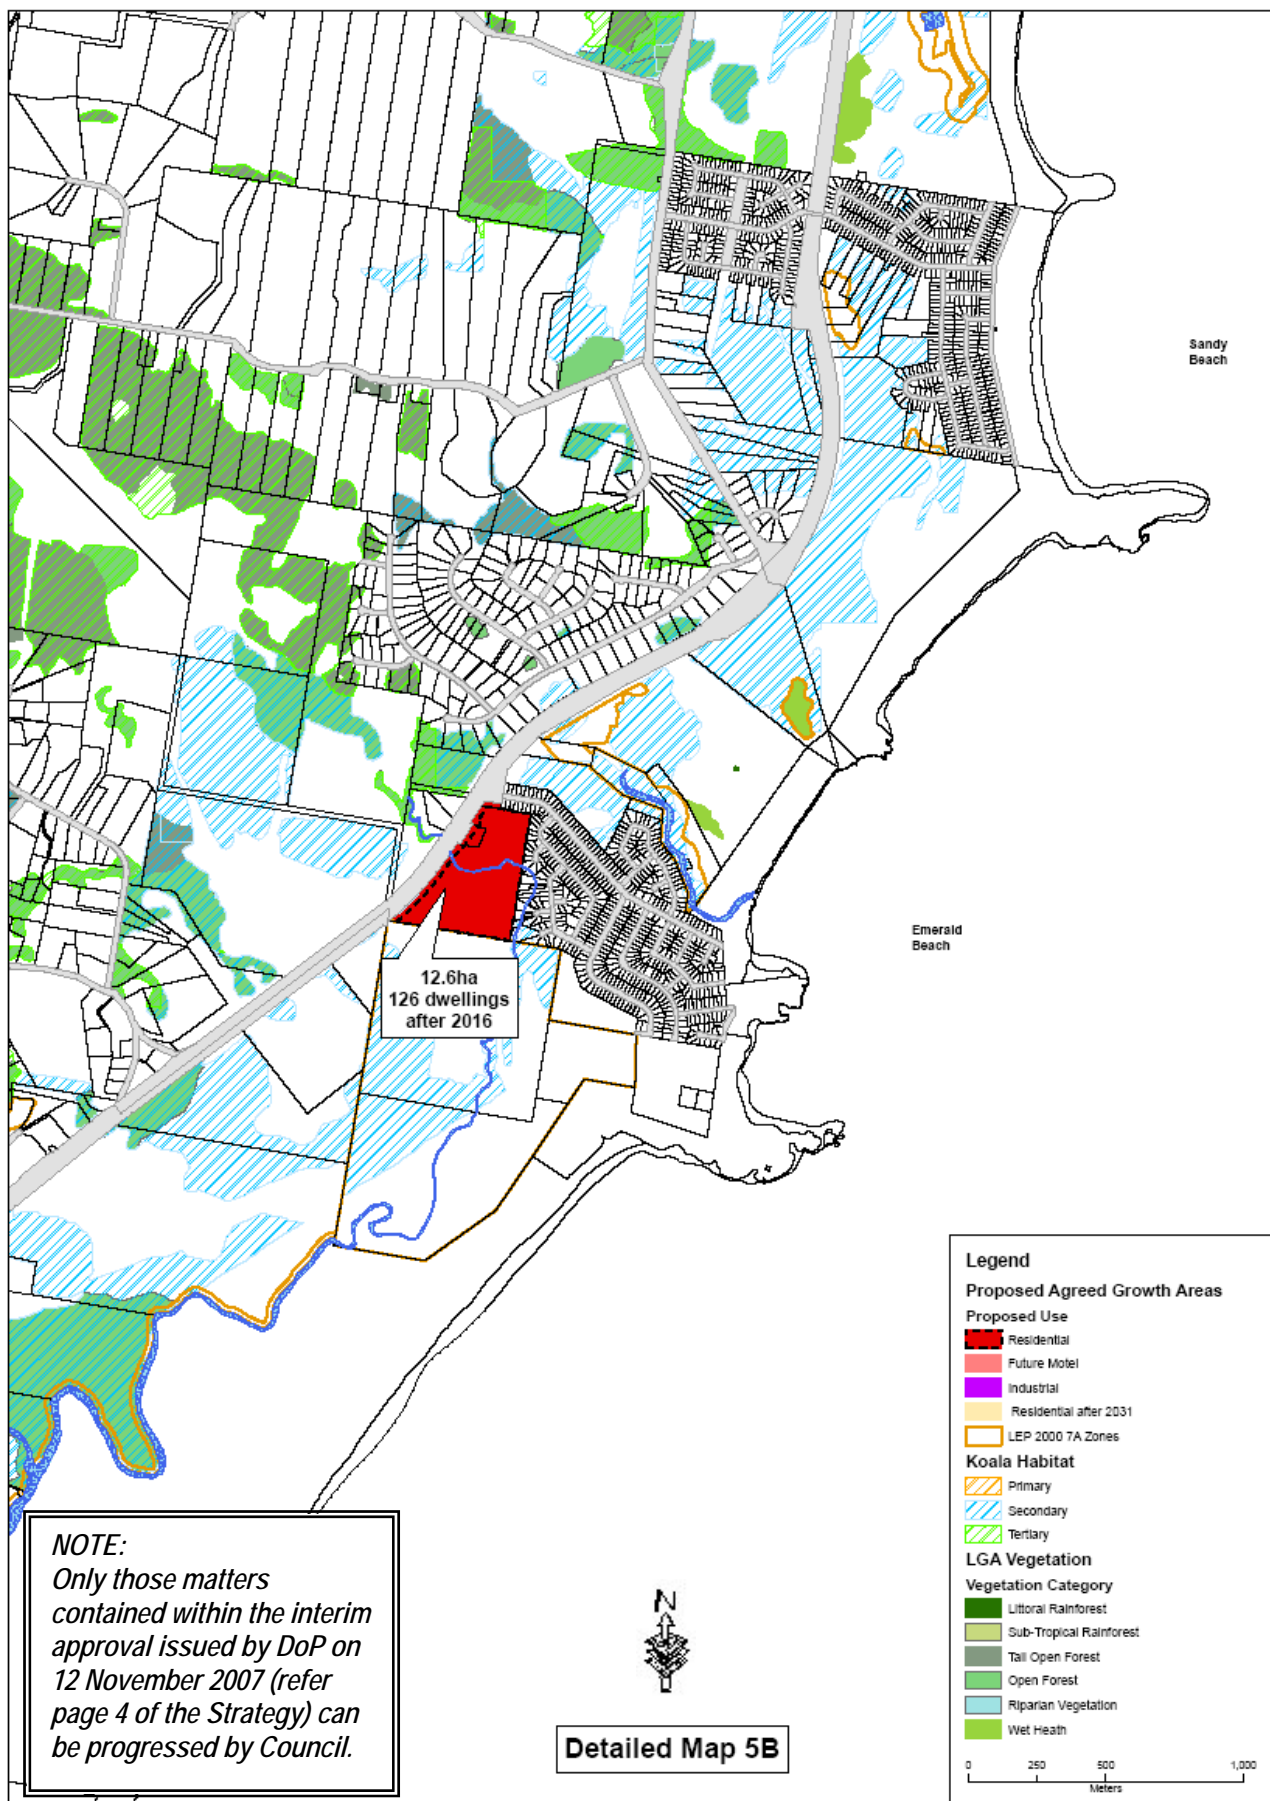 Sandy
Beach
Emerald
Beach
12.6ha
126 dwellings
after 2016
NOTE:
Only those matters
contained within the interim
approval issued by DoP on
12 November 2007 (refer
page 4 of the Strategy) can
be progressed by Council.
N
Detailed Map 5B
Legend
Proposed Agreed Growth Areas
Proposed Use
Residential
Future Motel
Industrial
Residential after 2031
LEP 2000 7A Zones
Koala Habitat
Primary
Secondary
Tertiary
LGA Vegetation
Vegetation Category
Littoral Rainforest
Sub-Tropical Rainforest
Tall Open Forest
Open Forest
Riparian Vegetation
Wet Heath
0 250 500 1,000
Meters